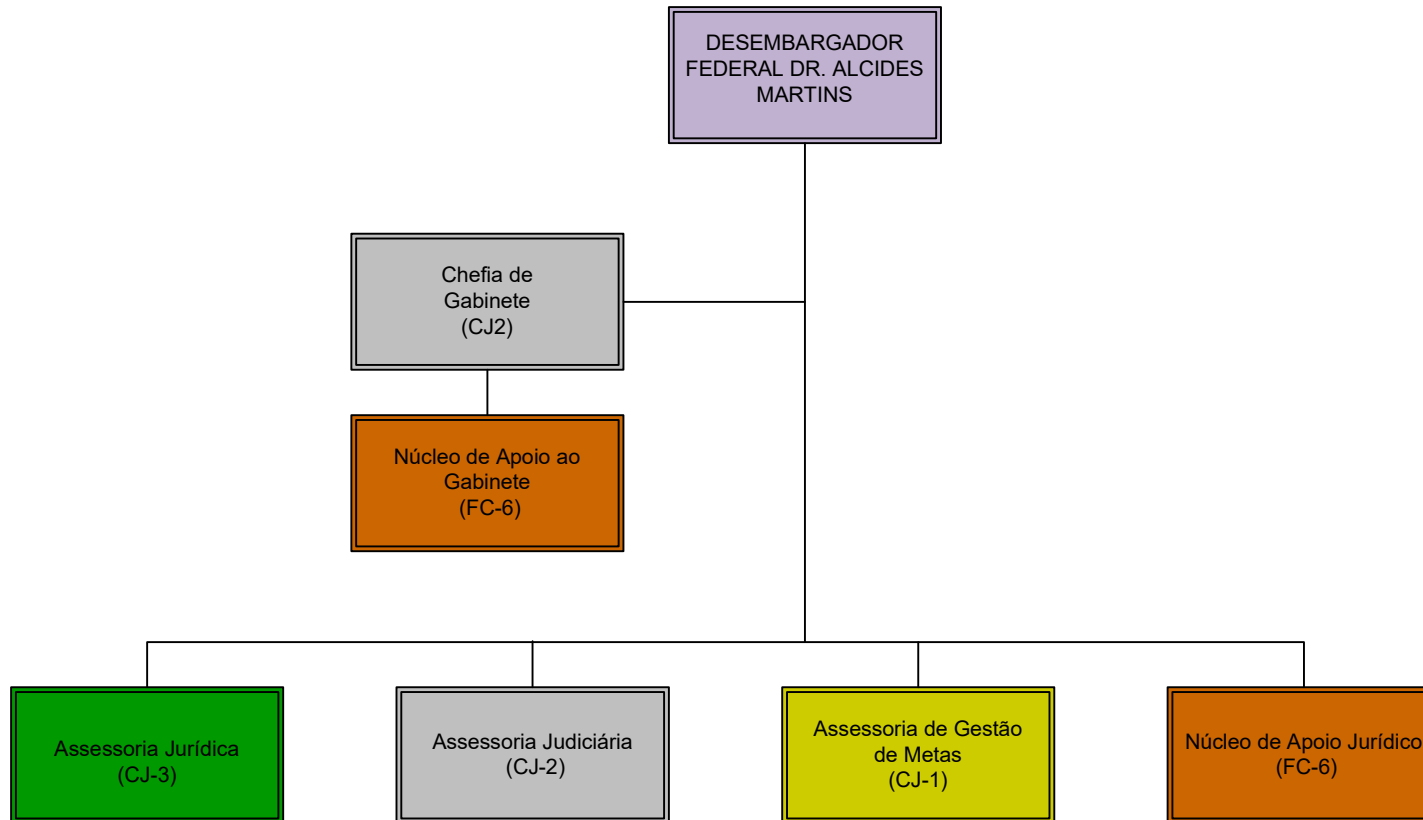 DESEMBARGADOR
FEDERAL DR. ALCIDES
MARTINS
Chefia de
Gabinete
(CJ2)
Núcleo de Apoio ao
Gabinete
(FC-6)
Assessoria Jurídica
(CJ-3)
Assessoria Judiciária
(CJ-2)
Assessoria de Gestão
de Metas
(CJ-1)
Núcleo de Apoio Jurídico
(FC-6)